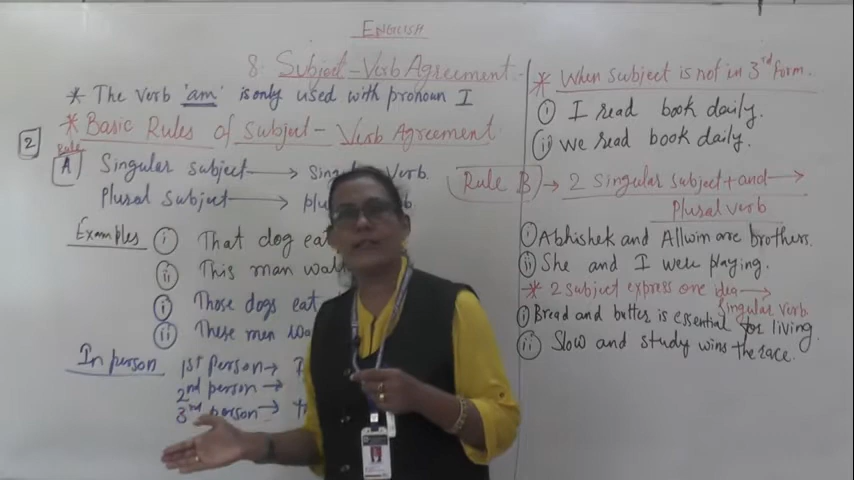 ENGLISH
8. Subject-Verb Agreement
* The verb 'am' is only used with pronoun I
2
* Basic Rules of Subject-Verb Agreement
Rule
A Singular subject → Verb
Plural Subject →
Examples i That dog eat
ii This man
i Those dogs eat
ii These men
In person 1st Person →
2nd person →
3rd person →
* When Subject is not in 3rd form.
i I read book daily.
ii we read book daily.
Rule B → 2 Singular subject + and →
Plural verb
i Abhishek and Allwin are brothers.
ii She and I were playing.
* 2 subject express one idea →
Singular verb
i Bread and butter is essential for living.
ii Slow and study wins the race.